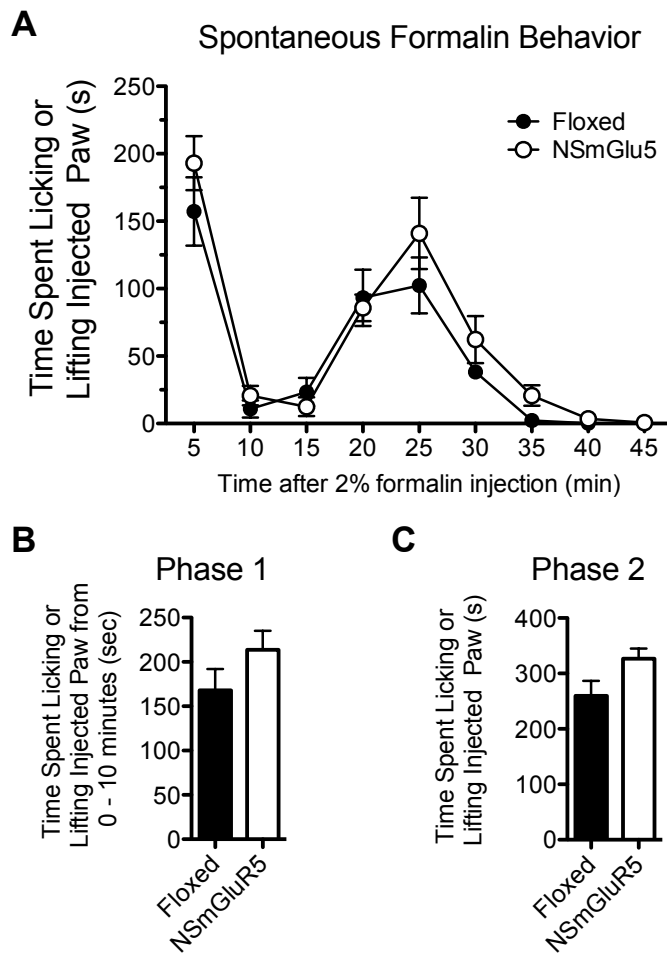 A
Spontaneous Formalin Behavior
Time Spent Licking or
Lifting Injected Paw (s)
250
200
150
100
50
0
Floxed
NSmGlu5
5 10 15 20 25 30 35 40 45
Time after 2% formalin injection (min)
B
Phase 1
Time Spent Licking or
Lifting Injected Paw from
0 - 10 minutes (sec)
250
200
150
100
50
0
Floxed
NSmGluR5
C
Phase 2
Time Spent Licking or
Lifting Injected Paw (s)
400
300
200
100
0
Floxed
NSmGluR5